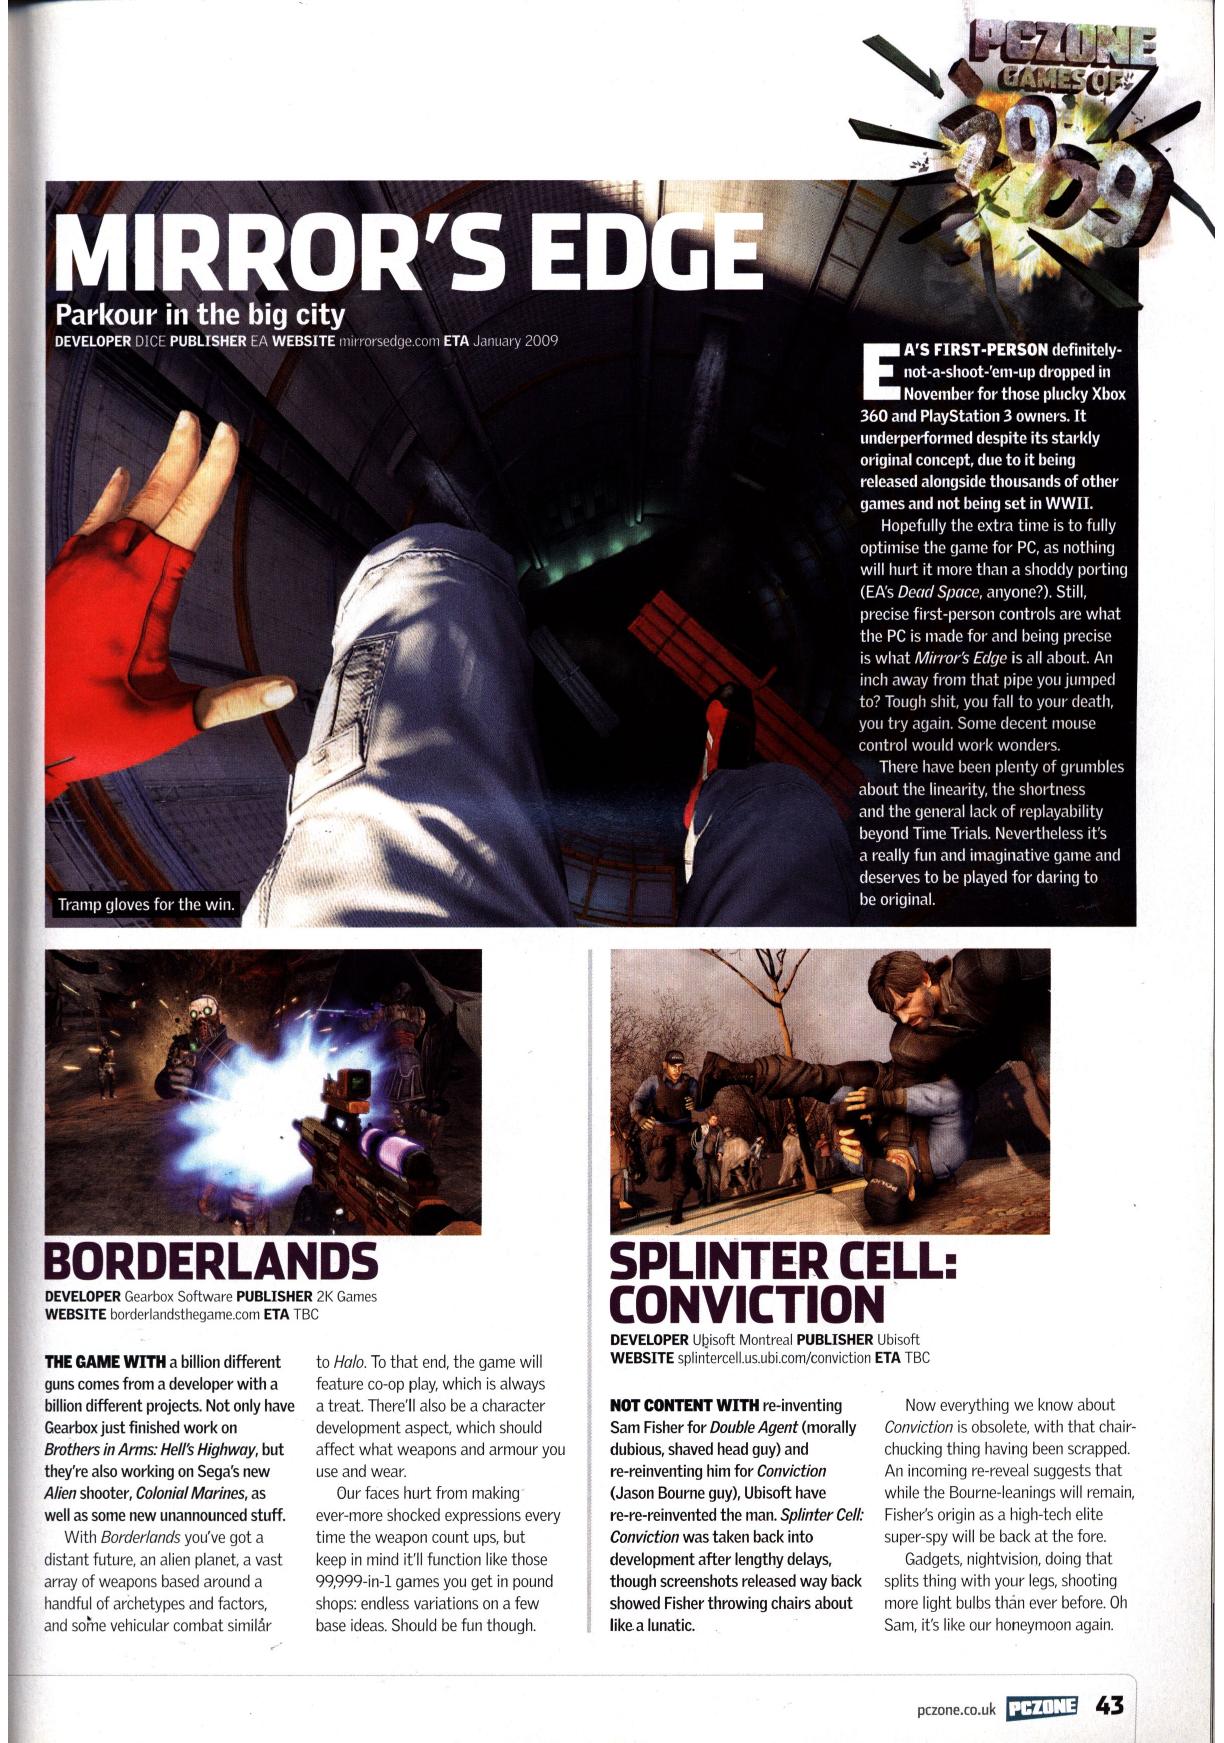 PCZONE
GAMES OF
2009
MIRROR'S EDGE
Parkour in the big city
DEVELOPER DICE PUBLISHER EA WEBSITE mirrorsedge.com ETA January 2009
EA'S FIRST-PERSON definitely-
not-a-shoot-'em-up dropped in
November for those plucky Xbox
360 and PlayStation 3 owners. It
underperformed despite its starkly
original concept, due to it being
released alongside thousands of other
games and not being set in WWII.
Hopefully the extra time is to fully
optimise the game for PC, as nothing
will hurt it more than a shoddy porting
(EA's Dead Space, anyone?). Still,
precise first-person controls are what
the PC is made for and being precise
is what Mirror's Edge is all about. An
inch away from that pipe you jumped
to? Tough shit, you fall to your death,
you try again. Some decent mouse
control would work wonders.
There have been plenty of grumbles
about the linearity, the shortness
and the general lack of replayability
beyond Time Trials. Nevertheless it's
a really fun and imaginative game and
deserves to be played for daring to
be original.
Tramp gloves for the win.
BORDERLANDS
DEVELOPER Gearbox Software PUBLISHER 2K Games
WEBSITE borderlandsthegame.com ETA TBC
THE GAME WITH a billion different
guns comes from a developer with a
billion different projects. Not only have
Gearbox just finished work on
Brothers in Arms: Hell's Highway, but
they're also working on Sega's new
Alien shooter, Colonial Marines, as
well as some new unannounced stuff.
With Borderlands you've got a
distant future, an alien planet, a vast
array of weapons based around a
handful of archetypes and factors,
and some vehicular combat similar
to Halo. To that end, the game will
feature co-op play, which is always
a treat. There'll also be a character
development aspect, which should
affect what weapons and armour you
use and wear.
Our faces hurt from making
ever-more shocked expressions every
time the weapon count ups, but
keep in mind it'll function like those
99,999-in-1 games you get in pound
shops: endless variations on a few
base ideas. Should be fun though.
POLICE
SPLINTER CELL:
CONVICTION
DEVELOPER Ubisoft Montreal PUBLISHER Ubisoft
WEBSITE splintercell.us.ubi.com/conviction ETA TBC
NOT CONTENT WITH re-inventing
Sam Fisher for Double Agent (morally
dubious, shaved head guy) and
re-reinventing him for Conviction
(Jason Bourne guy), Ubisoft have
re-re-reinvented the man. Splinter Cell:
Conviction was taken back into
development after lengthy delays,
though screenshots released way back
showed Fisher throwing chairs about
like a lunatic.
Now everything we know about
Conviction is obsolete, with that chair-
chucking thing having been scrapped.
An incoming re-reveal suggests that
while the Bourne-leanings will remain,
Fisher's origin as a high-tech elite
super-spy will be back at the fore.
Gadgets, nightvision, doing that
splits thing with your legs, shooting
more light bulbs than ever before. Oh
Sam, it's like our honeymoon again.
pczone.co.uk PCZONE 43